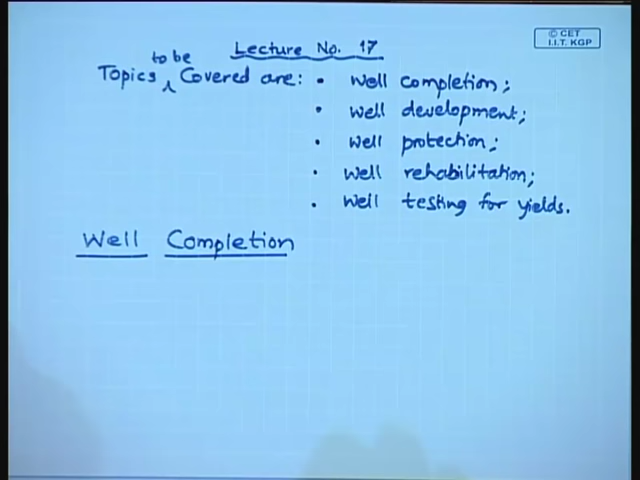 Lecture No. 17
© CET
I.I.T. KGP
Topics to be Covered are: • Well completion;
• Well development;
• Well protection;
• Well rehabilitation;
• Well testing for yields.
Well Completion